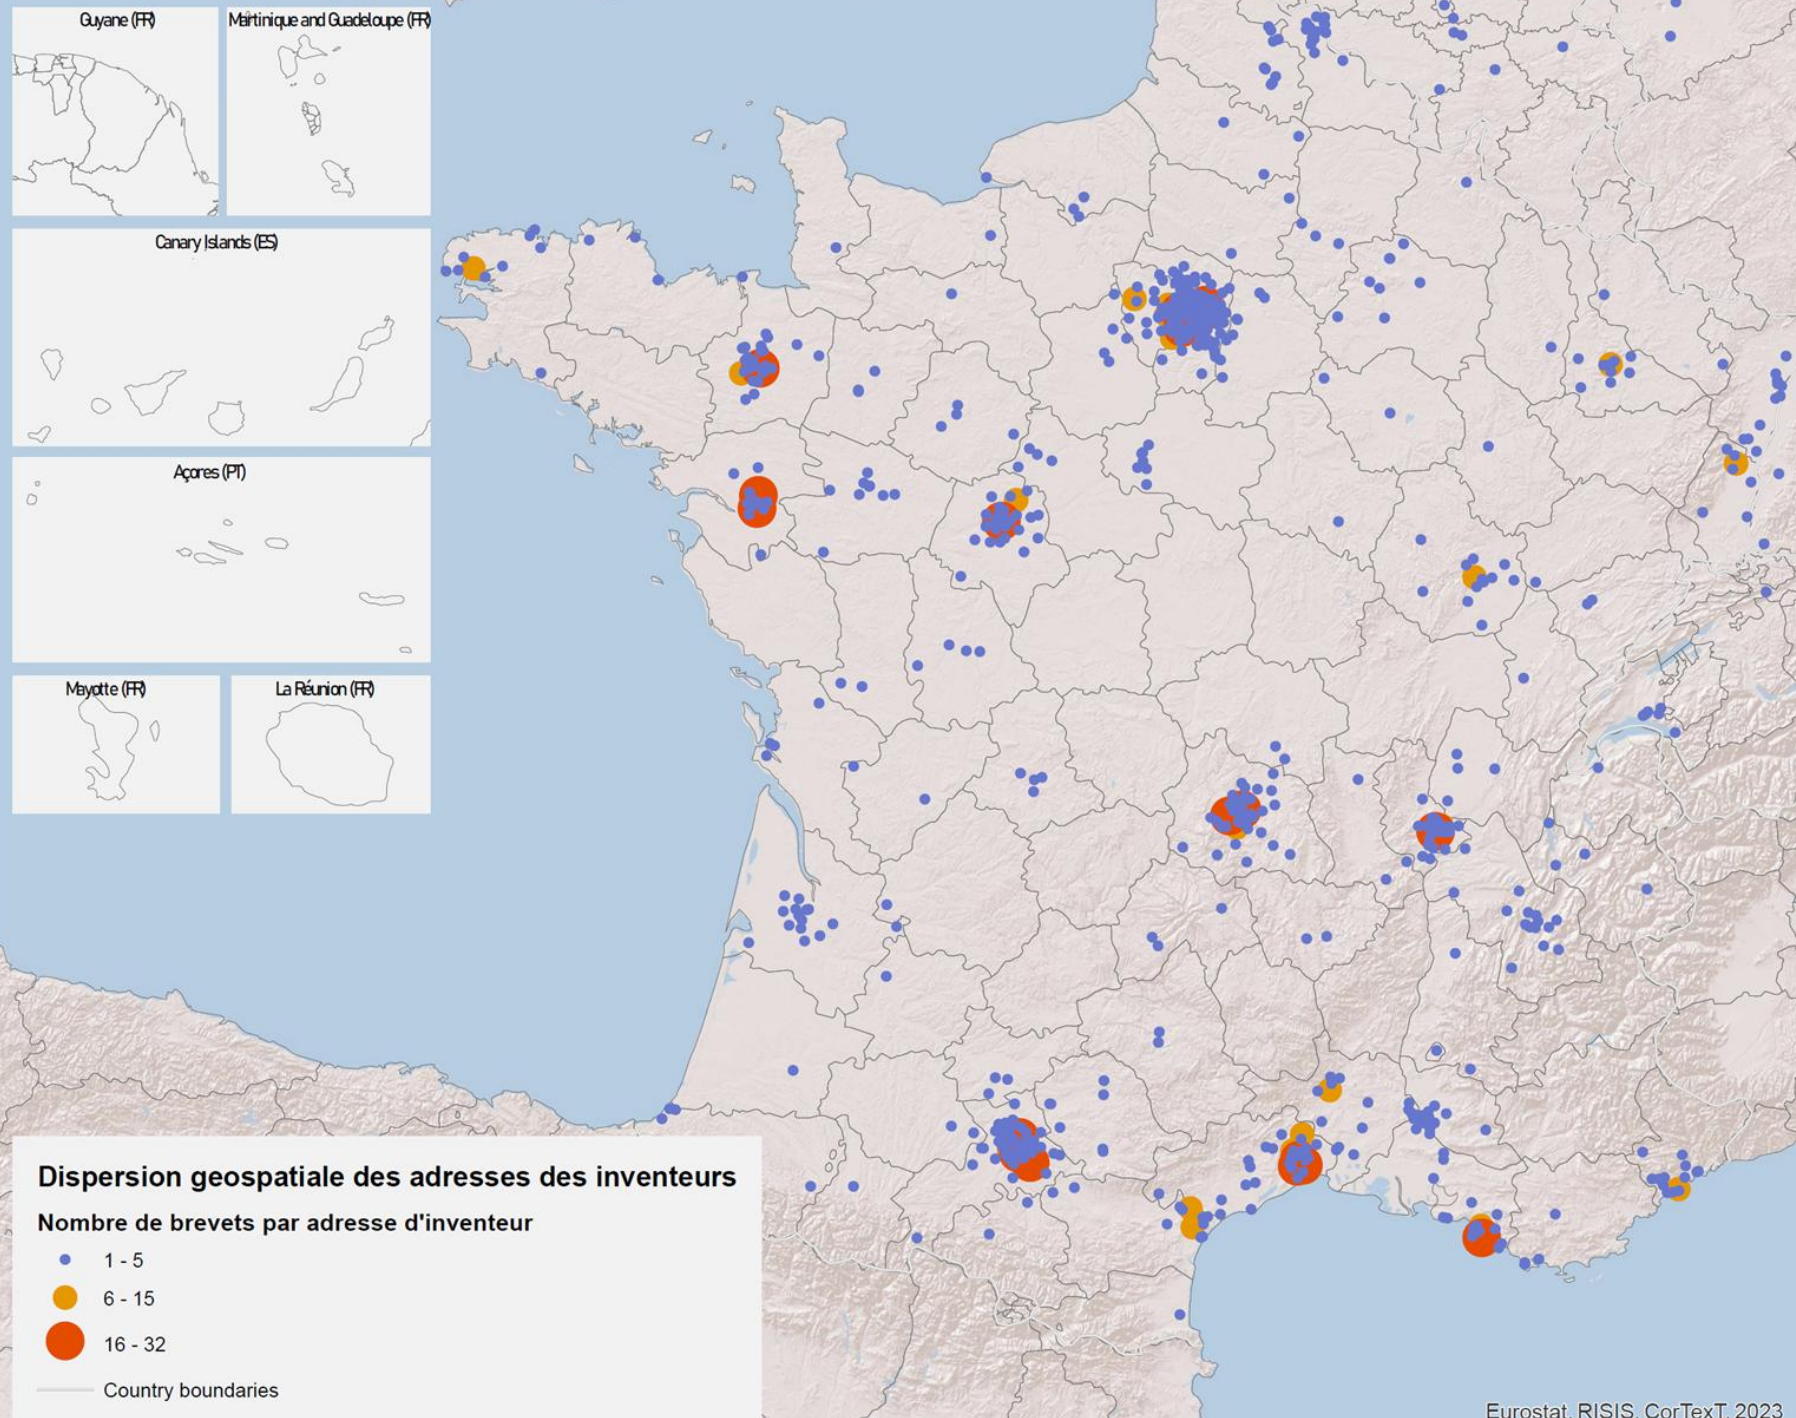 Guyane (FR)
Martinique and Guadeloupe (FR)
Canary Islands (ES)
Açores (PT)
Mayotte (FR)
La Réunion (FR)
Dispersion geospatiale des adresses des inventeurs
Nombre de brevets par adresse d'inventeur
1 - 5
6 - 15
16 - 32
Country boundaries
Eurostat, RISIS, CorTexT, 2023